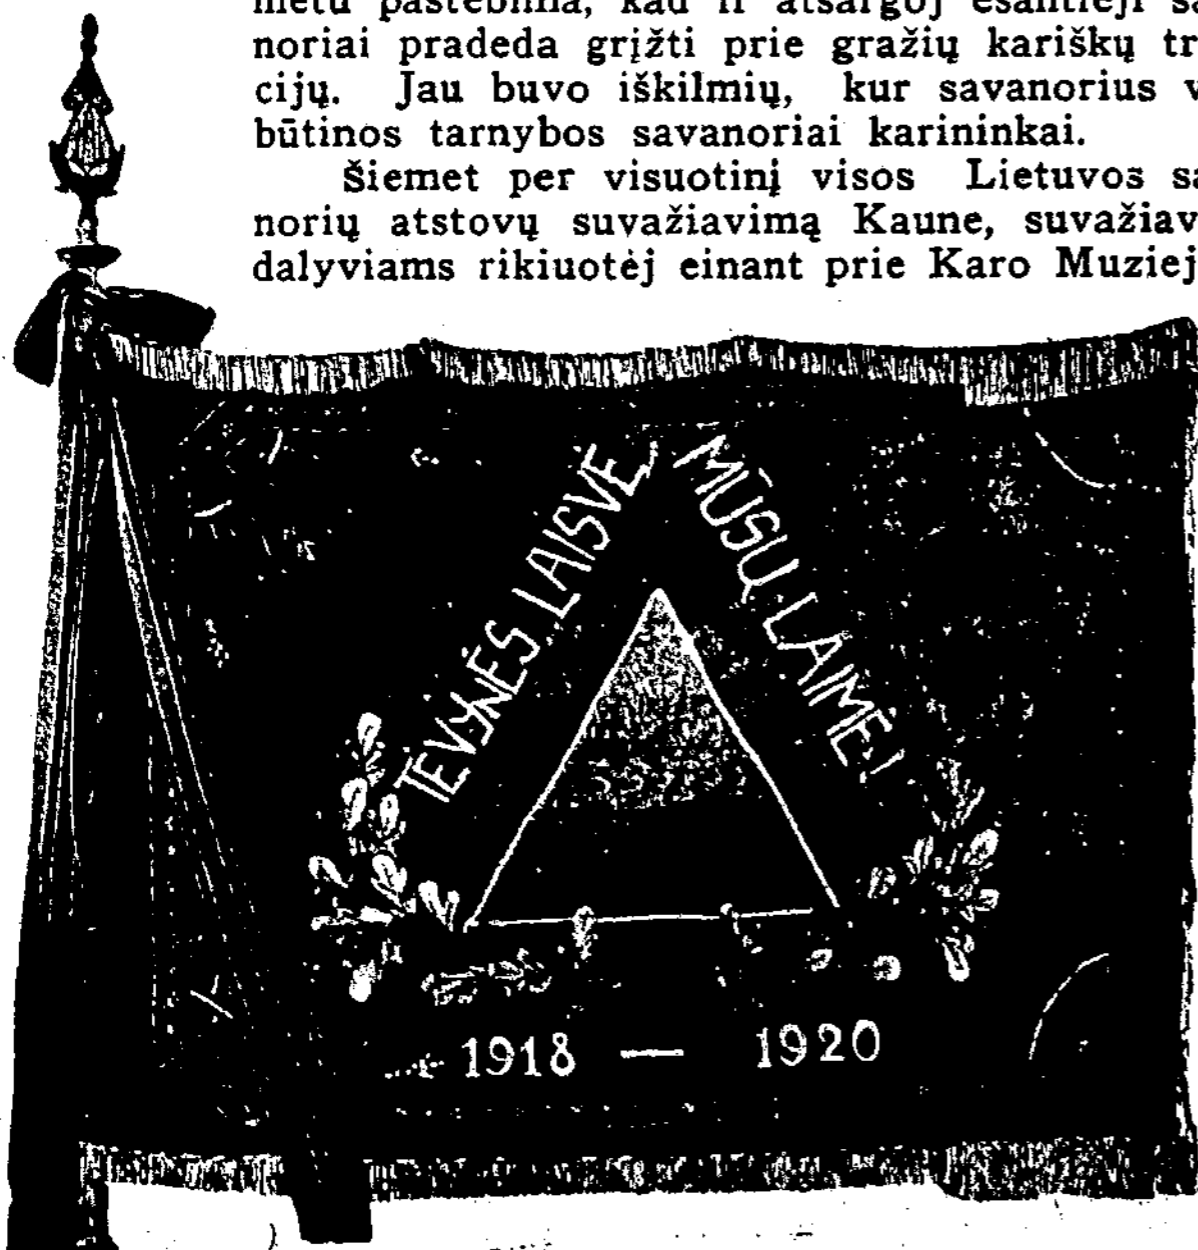 metu pastebima, kad ir atsargoj esantieji sa
noriai pradeda grįžti prie gražių kariškų tr
cijų. Jau buvo iškilmių, kur savanorius v
būtinos tarnybos savanoriai karininkai.
Šiemet per visuotinį visos Lietuvos sa
norių atstovų suvažiavimą Kaune, suvažiav
dalyviams rikiuotėj einant prie Karo Muziej
TĖVYNĖS LAISVĖ,
MŪSŲ LAIMĖ!
1918 — 1920